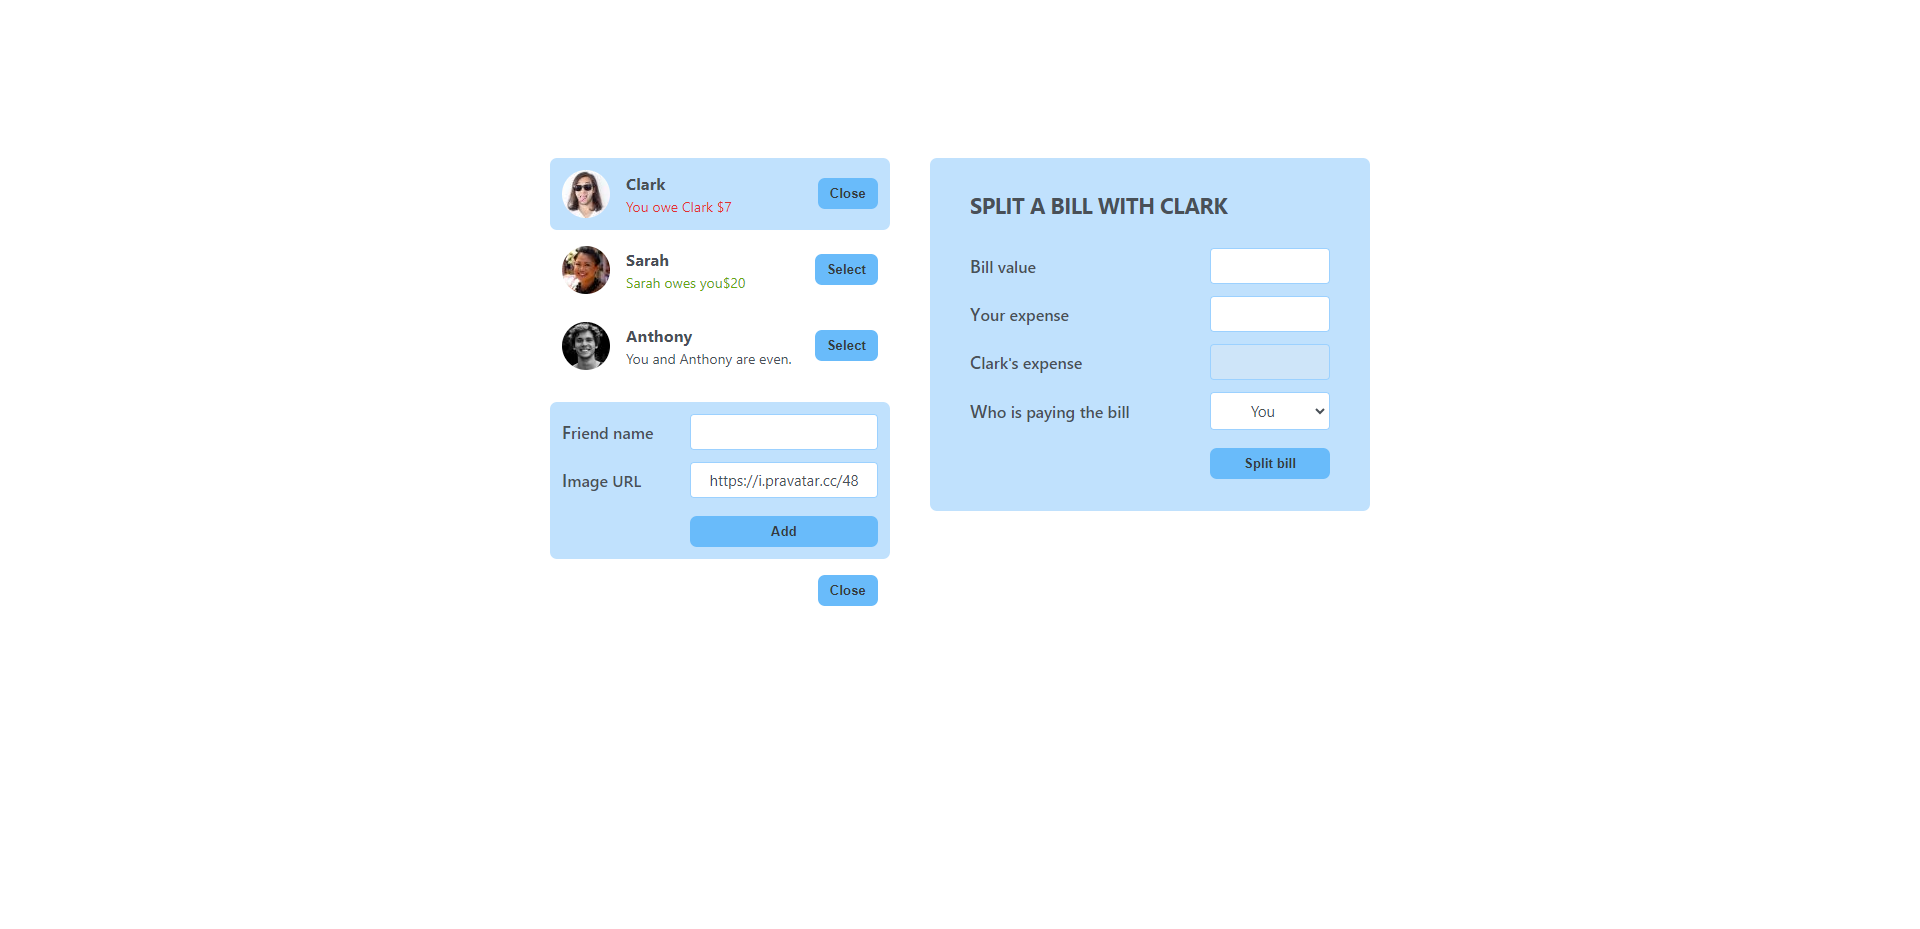 Clark
You owe Clark $7
Close
Sarah
Sarah owes you$20
Select
Anthony
You and Anthony are even.
Select
Friend name
Image URL
https://i.pravatar.cc/48
Add
Close
SPLIT A BILL WITH CLARK
Bill value
Your expense
Clark's expense
Who is paying the bill
You
Split bill